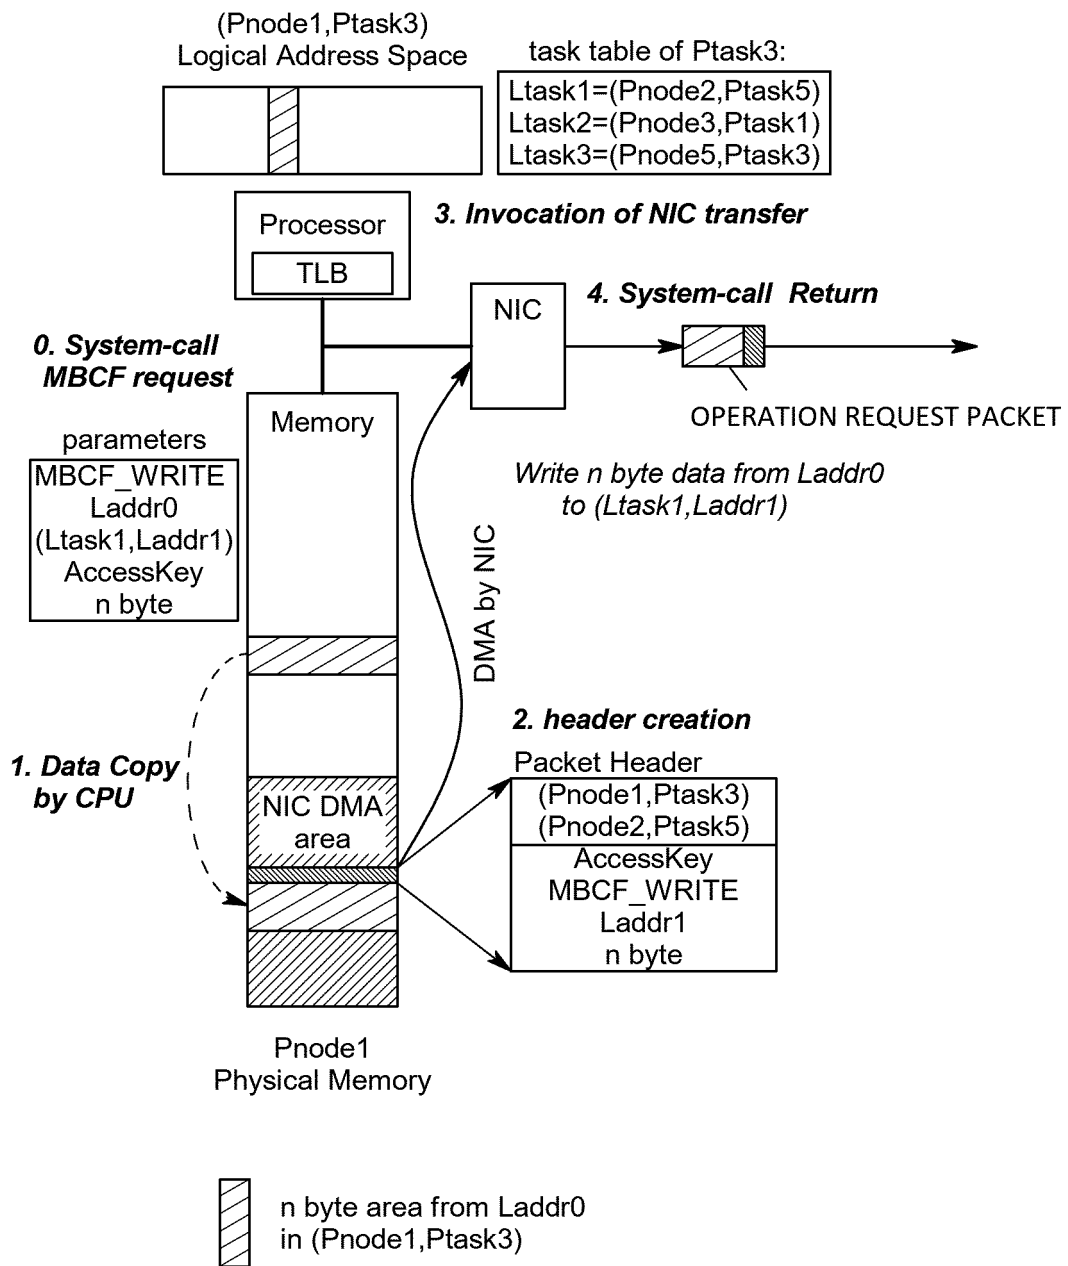 (Pnode1,Ptask3)
Logical Address Space
task table of Ptask3:
Ltask1=(Pnode2,Ptask5)
Ltask2=(Pnode3,Ptask1)
Ltask3=(Pnode5,Ptask3)
Processor
TLB
3. Invocation of NIC transfer
NIC
4. System-call Return
OPERATION REQUEST PACKET
0. System-call
MBCF request
Memory
parameters
MBCF_WRITE
Laddr0
(Ltask1,Laddr1)
AccessKey
n byte
Write n byte data from Laddr0
to (Ltask1,Laddr1)
DMA by NIC
1. Data Copy
by CPU
NIC DMA
area
2. header creation
Packet Header
(Pnode1,Ptask3)
(Pnode2,Ptask5)
AccessKey
MBCF_WRITE
Laddr1
n byte
Pnode1
Physical Memory
n byte area from Laddr0
in (Pnode1,Ptask3)